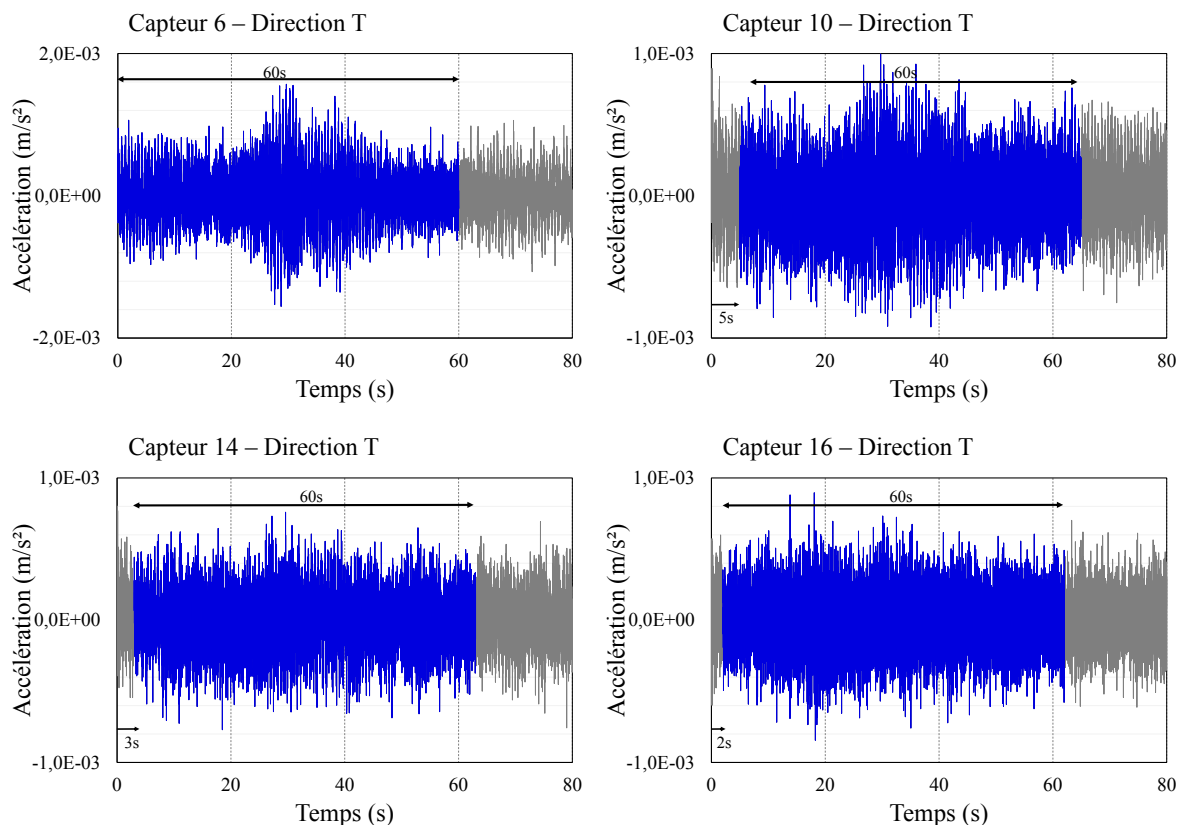 Capteur 6 – Direction T
2,0E-03
60s
0,0E+00
Accélération (m/s²)
-2,0E-03
0 20 40 60 80
Temps (s)
Capteur 10 – Direction T
1,0E-03
60s
0,0E+00
Accélération (m/s²)
5s
-1,0E-03
0 20 40 60 80
Temps (s)
Capteur 14 – Direction T
1,0E-03
60s
0,0E+00
Accélération (m/s²)
3s
-1,0E-03
0 20 40 60 80
Temps (s)
Capteur 16 – Direction T
1,0E-03
60s
0,0E+00
Accélération (m/s²)
2s
-1,0E-03
0 20 40 60 80
Temps (s)